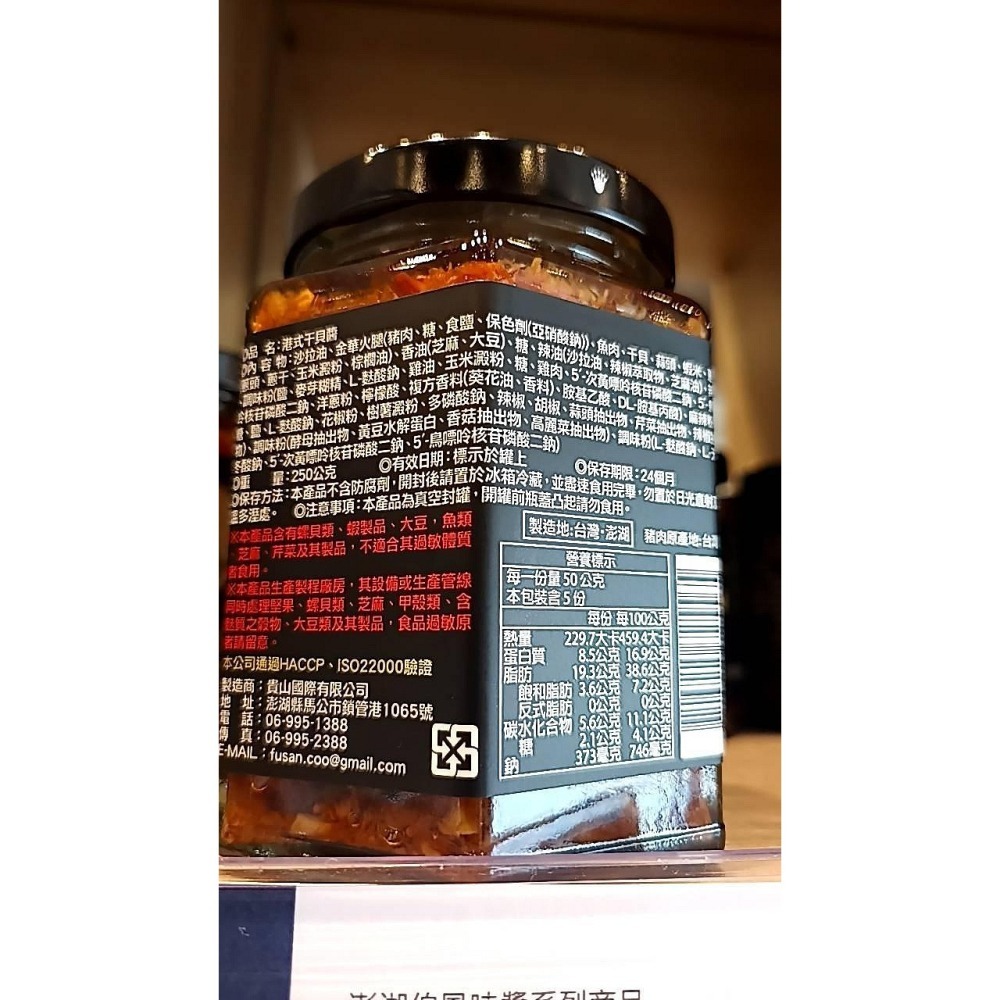 品 名：港式干貝醬
◎內 容 物：沙拉油、金華火腿(豬肉、糖、食鹽、保色劑(亞硝酸鈉))、魚肉、干貝、蒜頭、蝦米、
蔥頭、蔥干、玉米澱粉、棕櫚油)、香油(芝麻、大豆)、糖、辣油(沙拉油、辣椒萃取物、芝麻油)、
調味粉(鹽、麥芽糊精、L-麩酸鈉、雞油、玉米澱粉、糖、雞肉、5'-次黃嘌呤核苷磷酸二鈉、5'-
呤核苷磷酸二鈉、洋蔥粉、檸檬酸、複方香料(葵花油、香料)、胺基乙酸、DL-胺基丙酸)、麻辣
、鹽、L-麩酸鈉、花椒粉、樹薯澱粉、多磷酸鈉、辣椒、胡椒、蒜頭抽出物、芹菜抽出物、辣椒
物)、調味粉(酵母抽出物、黃豆水解蛋白、香菇抽出物、高麗菜抽出物)、調味粉(L-麩酸鈉、L-
冬酸鈉、5'-次黃嘌呤核苷磷酸二鈉、5'-鳥嘌呤核苷磷酸二鈉)
◎重 量：250公克 ◎有效日期：標示於罐上 ◎保存期限：24個月
◎保存方法：本產品不含防腐劑，開封後請置於冰箱冷藏，並盡速食用完畢，勿置於日光直射
溫多溼處。 ◎注意事項：本產品為真空封罐，開罐前瓶蓋凸起請勿食用。
※本產品含有螺貝類、蝦製品、大豆，魚類
、芝麻、芹菜及其製品，不適合其過敏體質
者食用。
※本產品生產製程廠房，其設備或生產管線
同時處理堅果、螺貝類、芝麻、甲殼類、含
麩質之穀物、大豆類及其製品，食品過敏原
者請留意。
本公司通過HACCP、ISO22000驗證
製造商：貴山國際有限公司
地 址：澎湖縣馬公市鎖管港1065號
電 話：06-995-1388
傳 真：06-995-2388
E-MAIL：fusan.coo@gmail.com
製造地:台灣·澎湖 豬肉原產地:台灣
營養標示
每一份量 50 公克
本包裝含 5 份
每份 每100公克
熱量 229.7大卡 459.4大卡
蛋白質 8.5公克 16.9公克
脂肪 19.3公克 38.6公克
飽和脂肪 3.6公克 7.2公克
反式脂肪 0公克 0公克
碳水化合物 5.6公克 11.1公克
糖 2.1公克 4.1公克
鈉 373毫克 746毫克
澎湖伯風味醬系列商品